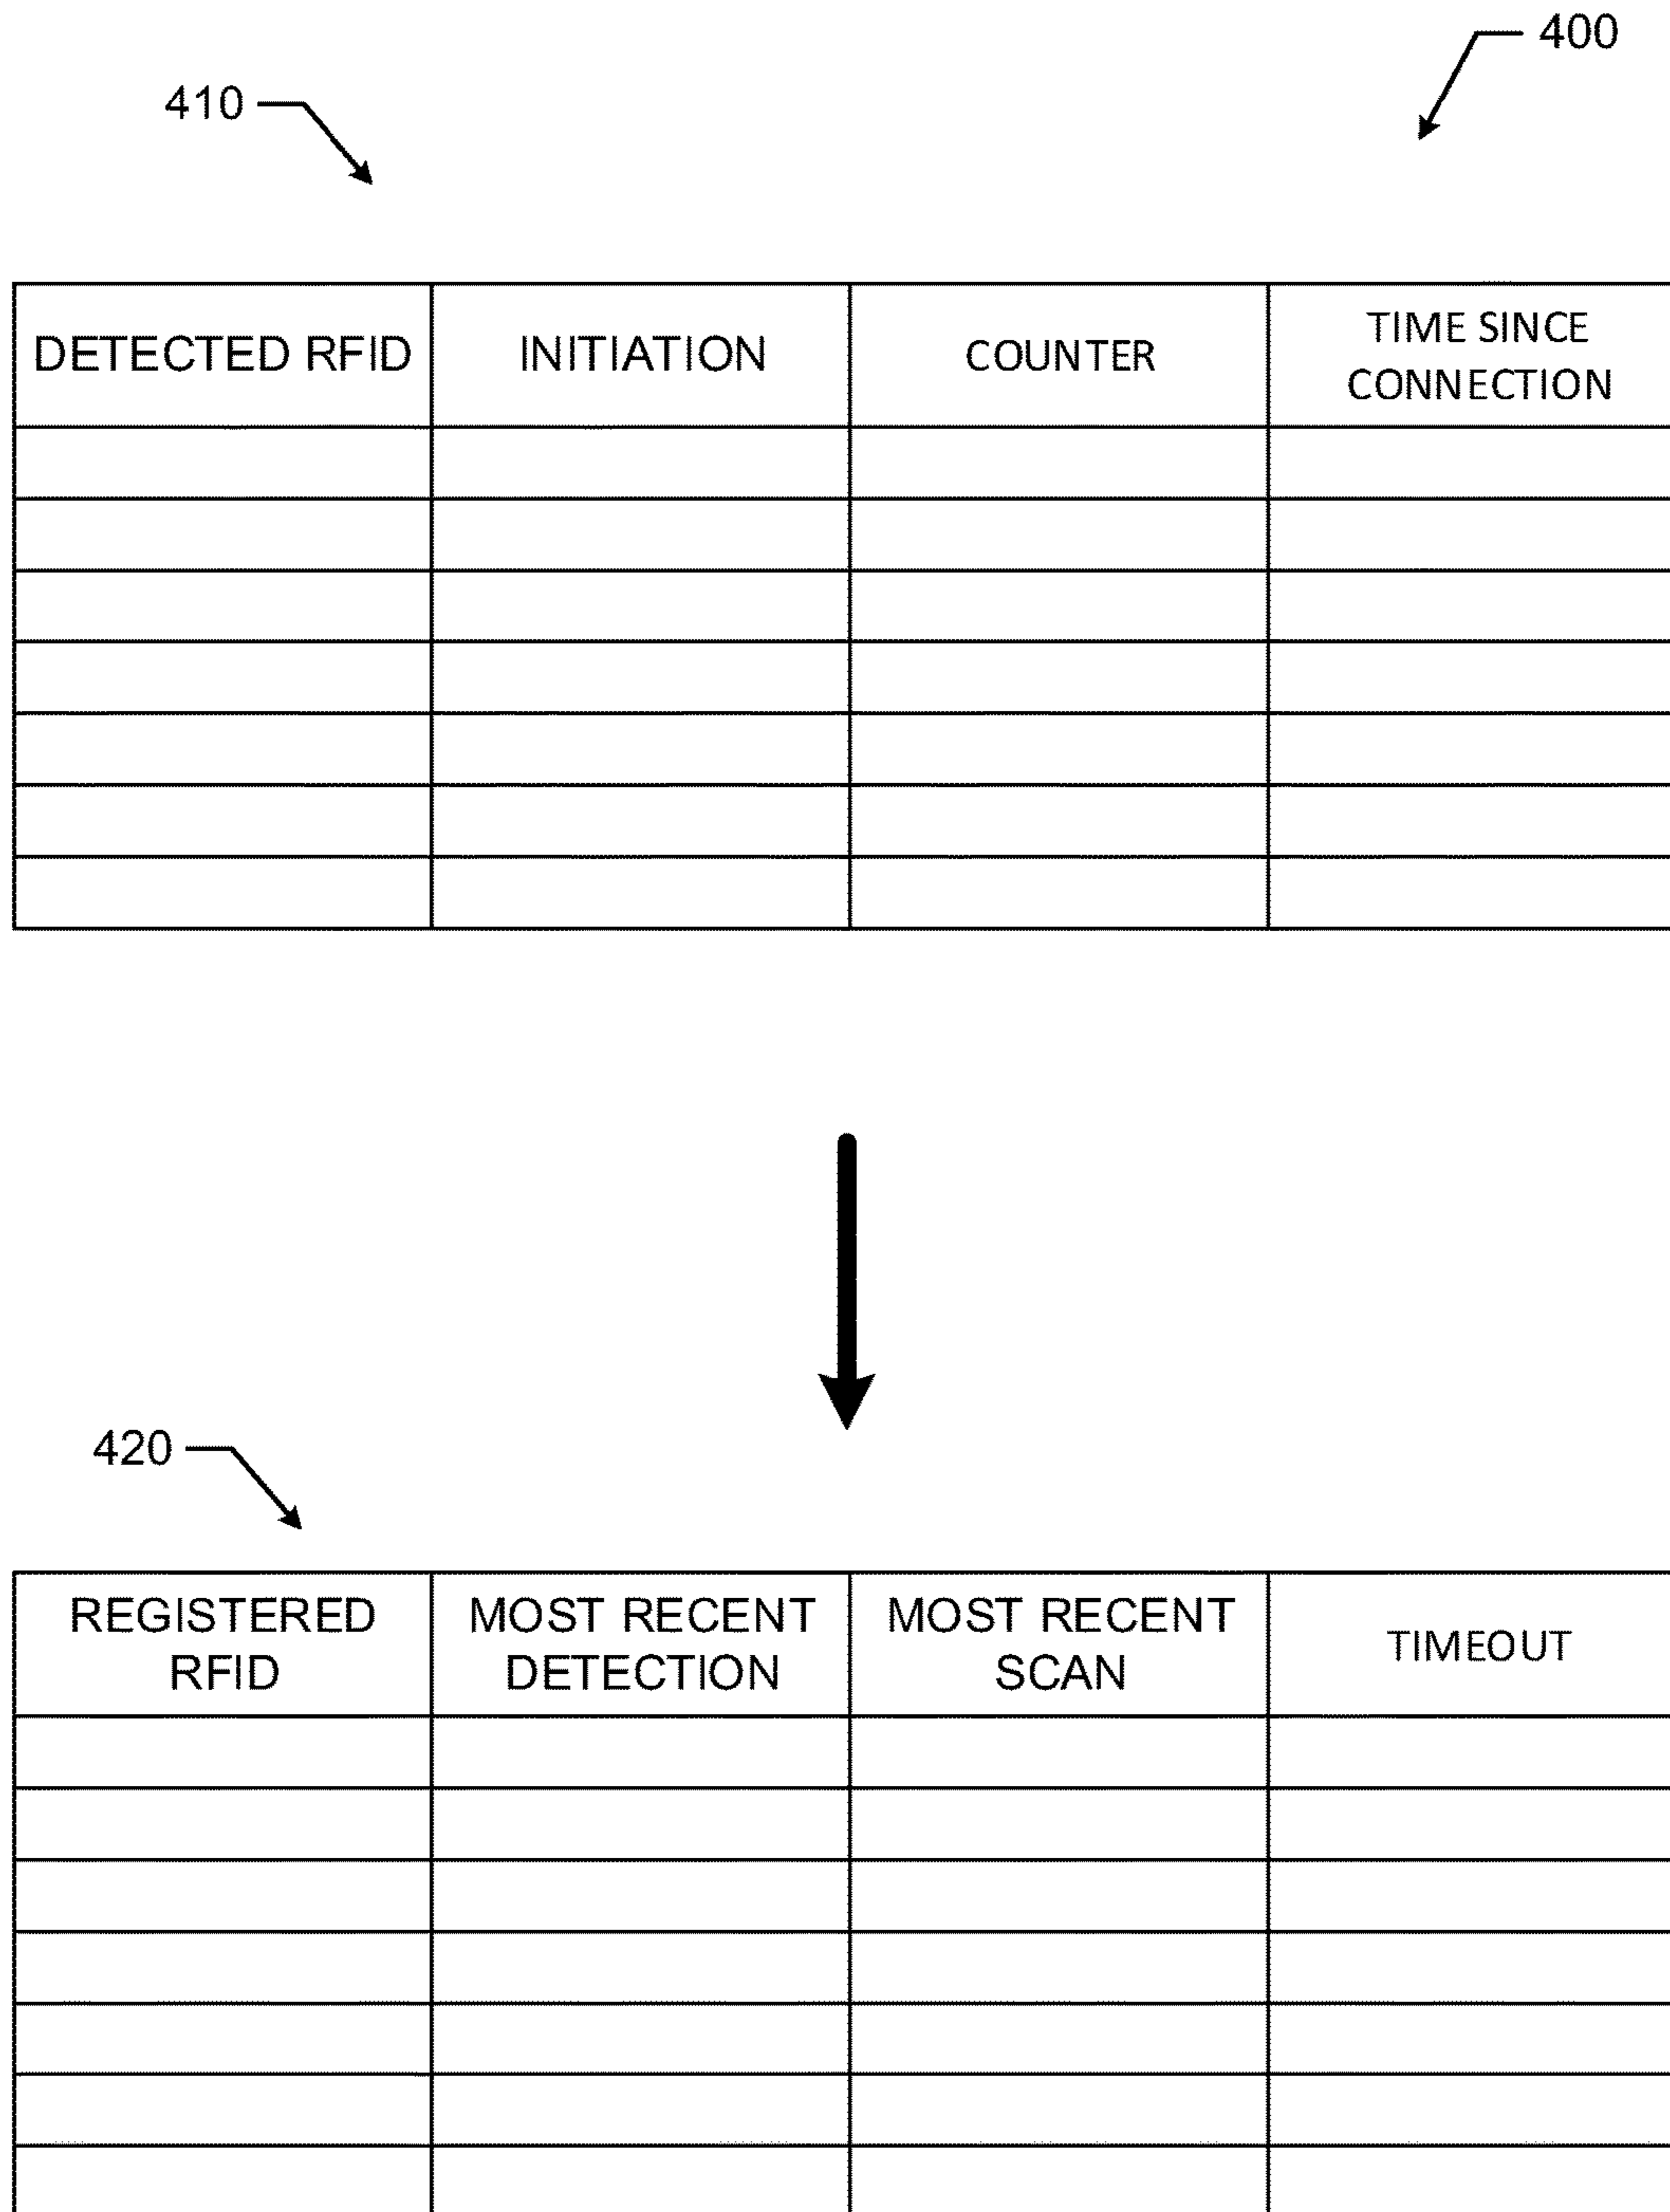 400
410
DETECTED RFID
INITIATION
COUNTER
TIME SINCE
CONNECTION
420
REGISTERED
RFID
MOST RECENT
DETECTION
MOST RECENT
SCAN
TIMEOUT